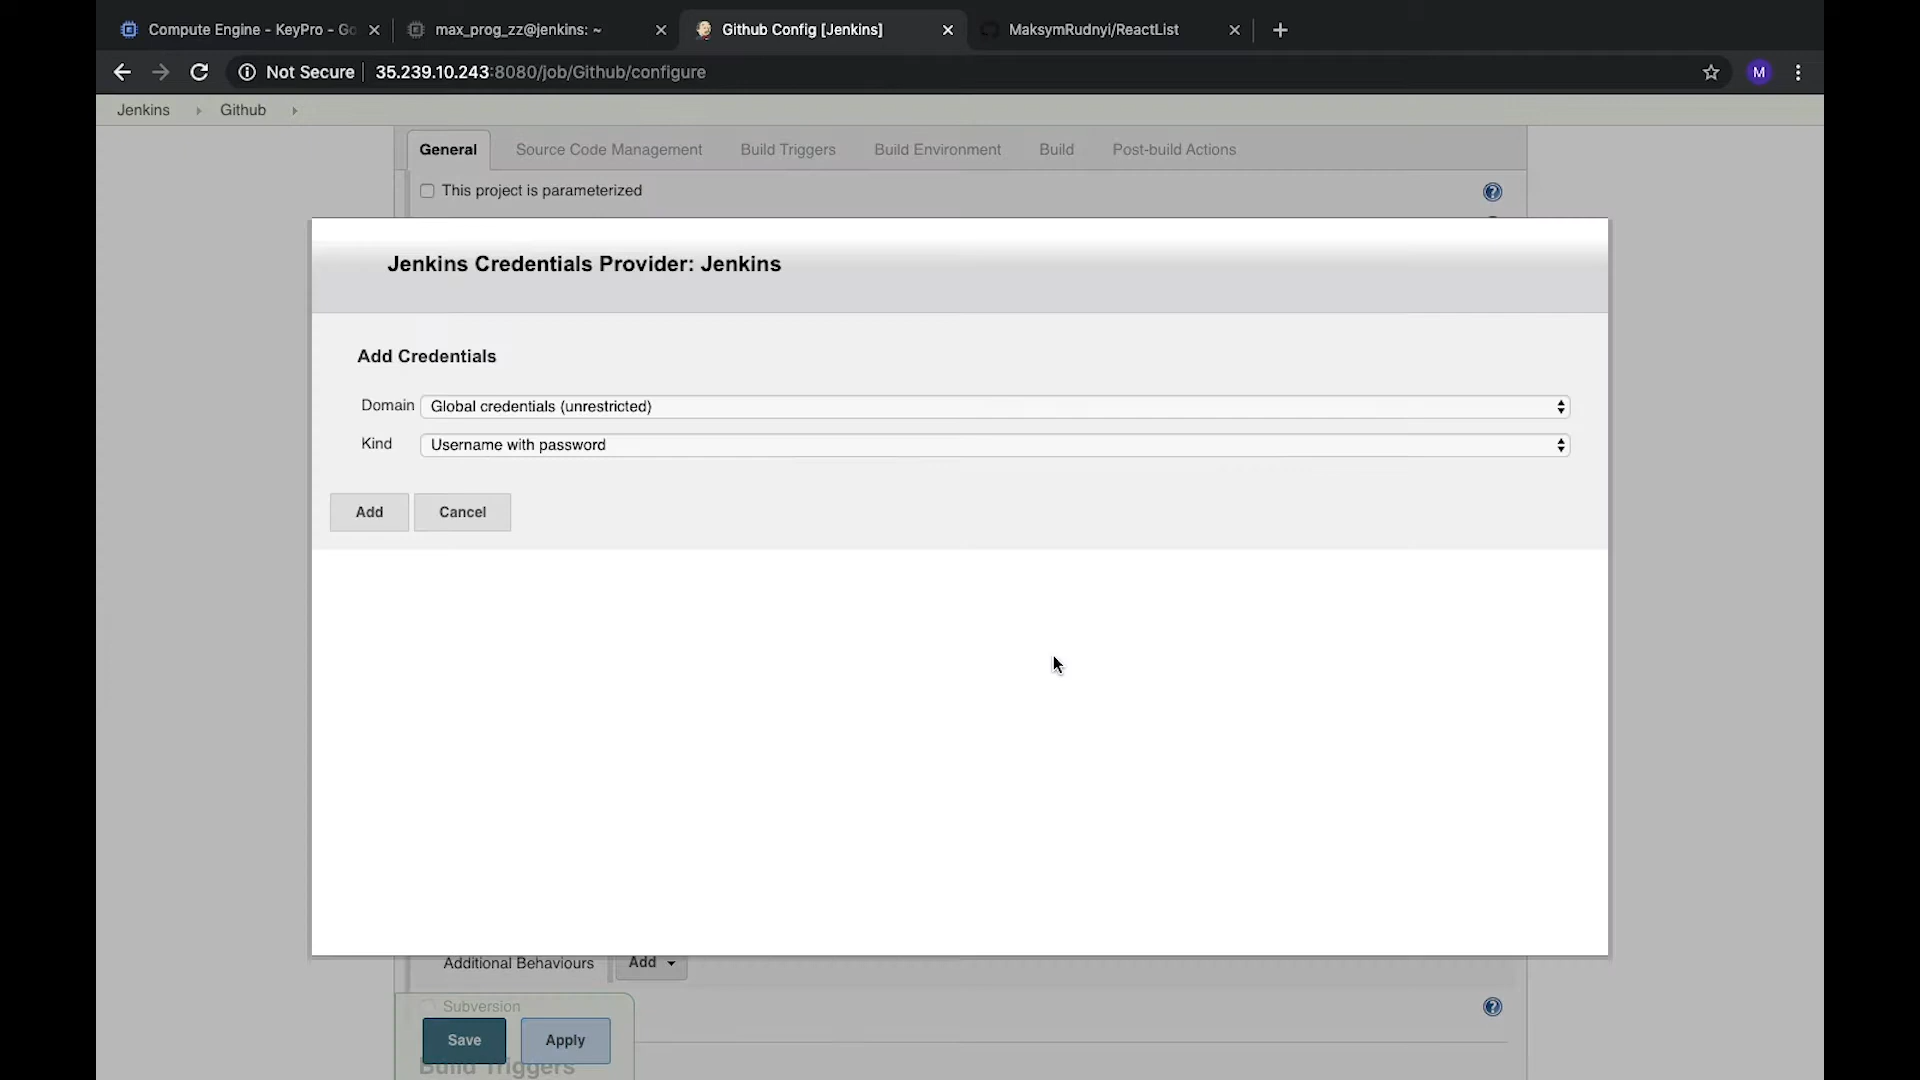 Compute Engine - KeyPro - Go
max_prog_zz@jenkins: ~
Github Config [Jenkins]
MaksymRudnyi/ReactList
Not Secure
35.239.10.243:8080/job/Github/configure
M
Jenkins
Github
General
Source Code Management
Build Triggers
Build Environment
Build
Post-build Actions
This project is parameterized
Jenkins Credentials Provider: Jenkins
Add Credentials
Domain
Global credentials (unrestricted)
Kind
Username with password
Add
Cancel
Additional Behaviours
Add
Subversion
Save
Apply
Build Triggers